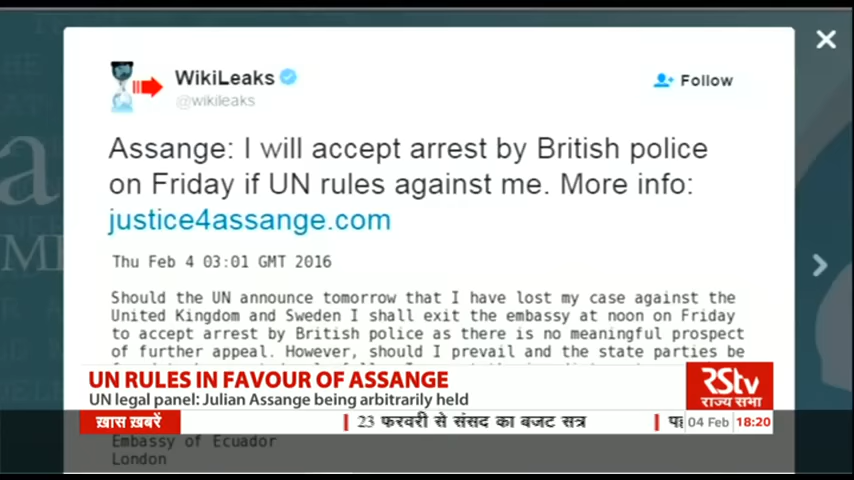 WikiLeaks
@wikileaks
Follow
Assange: I will accept arrest by British police
on Friday if UN rules against me. More info:
justice4assange.com
Thu Feb 4 03:01 GMT 2016
Should the UN announce tomorrow that I have lost my case against the
United Kingdom and Sweden I shall exit the embassy at noon on Friday
to accept arrest by British police as there is no meaningful prospect
of further appeal. However, should I prevail and the state parties be
UN RULES IN FAVOUR OF ASSANGE
UN legal panel: Julian Assange being arbitrarily held
RSTV
राज्य सभा
ख़ास ख़बरें
23 फरवरी से संसद का बजट सत्र
04 Feb 18:20
Embassy of Ecuador
London